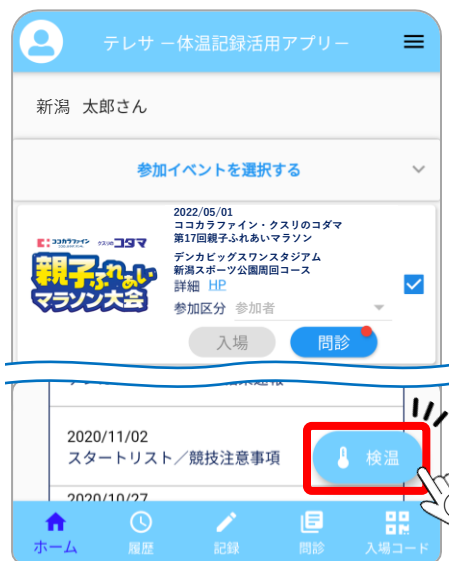 テレサ ー体温記録活用アプリー
新潟 太郎さん
参加イベントを選択する
2022/05/01
ココカラファイン・クスリのコダマ
第17回親子ふれあいマラソン
ココカラファイン クスリのコダマ
親子ふれあい
マラソン大会
デンカビッグスワンスタジアム
新潟スポーツ公園周回コース
詳細 HP
参加区分 参加者
入場 問診
2020/11/02
スタートリスト／競技注意事項
検温
2020/10/27
ホーム 履歴 記録 問診 入場コード